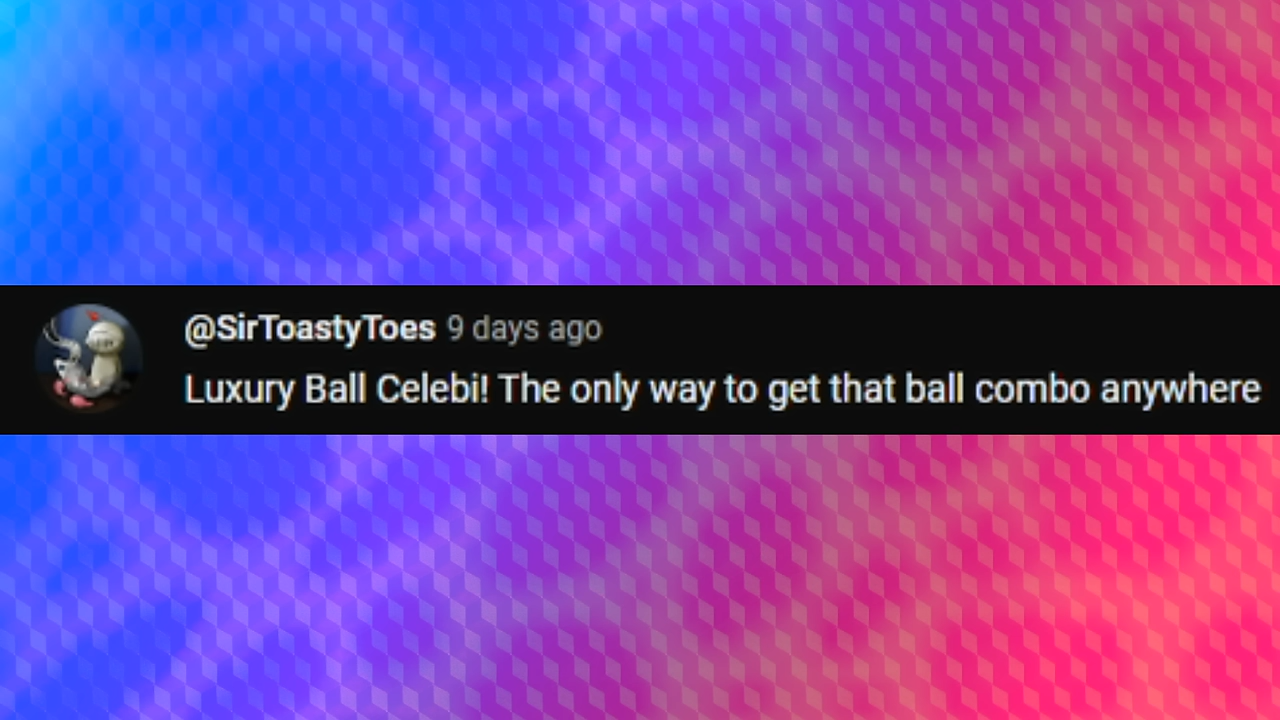 @SirToastyToes 9 days ago
Luxury Ball Celebi! The only way to get that ball combo anywhere